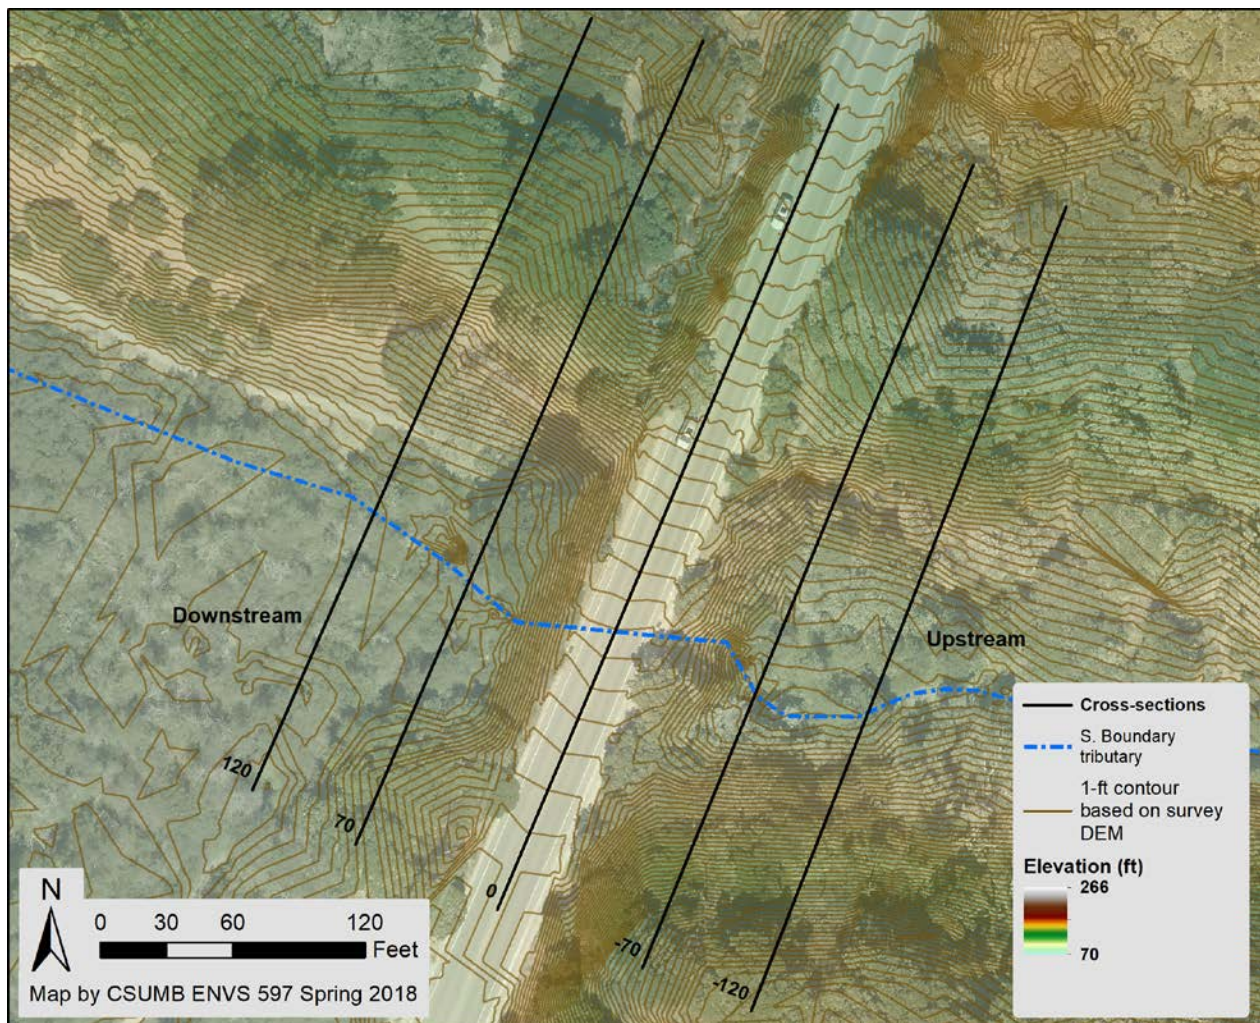 Downstream
Upstream
120
70
0
-70
-120
Cross-sections
S. Boundary
tributary
1-ft contour
based on survey
DEM
Elevation (ft)
266
70
N
0 30 60 120
Feet
Map by CSUMB ENVS 597 Spring 2018